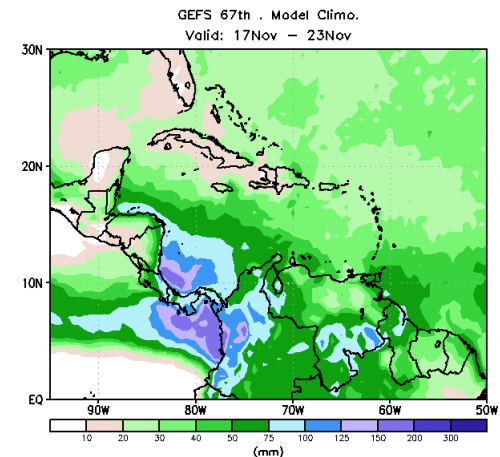 GEFS 67th . Model Climo.
Valid: 17Nov – 23Nov
30N
20N
10N
EQ
90W 80W 70W 60W 50W
10 20 30 40 50 75 100 125 150 200 300
(mm)